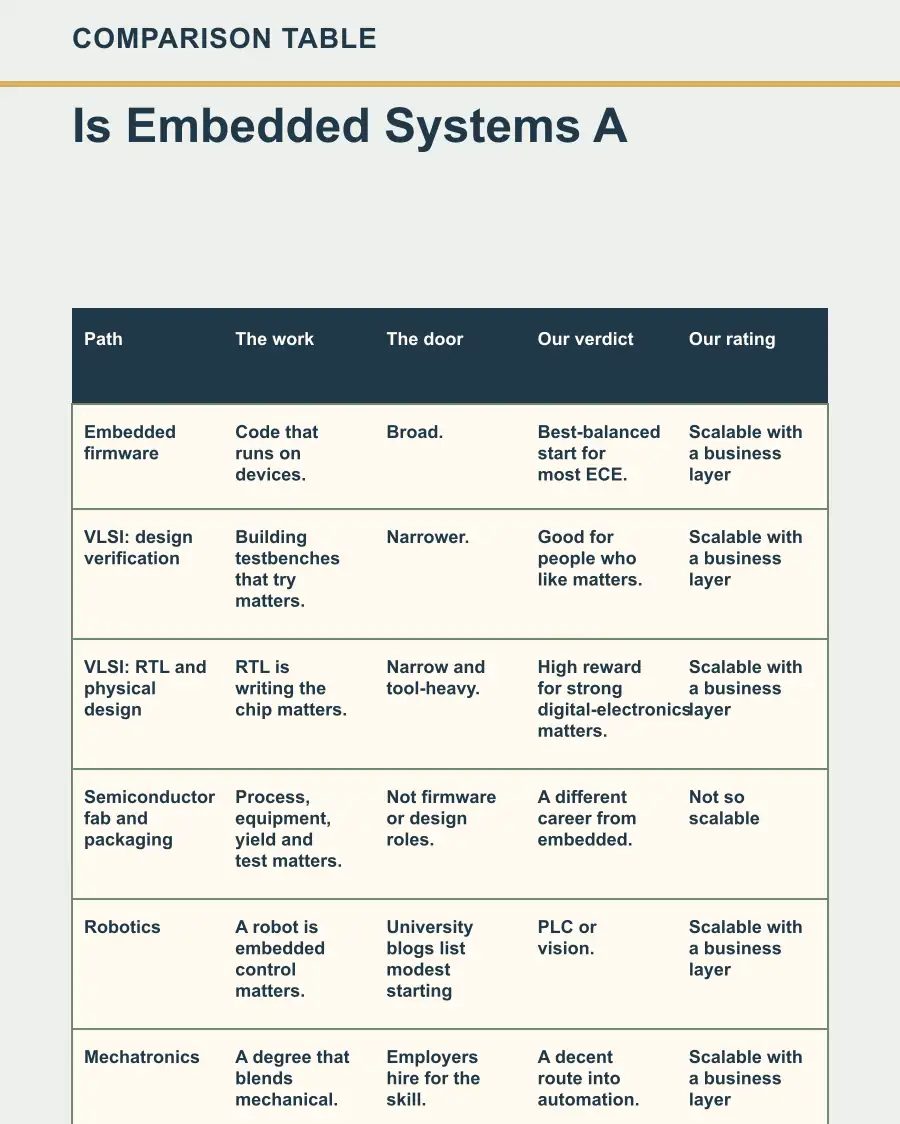 COMPARISON TABLE
Is Embedded Systems A
Path The work The door Our verdict Our rating
Embedded Code that Broad. Best-balanced Scalable with
firmware runs on start for a business
devices. most ECE. layer
VLSI: design Building Narrower. Good for Scalable with
verification testbenches people who a business
that try like matters. layer
matters.
VLSI: RTL and RTL is Narrow and High reward Scalable with
physical writing the tool-heavy. for strong a business
design chip matters. digital-electronics layer
matters.
Semiconductor Process, Not firmware A different Not so
fab and equipment, or design career from scalable
packaging yield and roles. embedded.
test matters.
Robotics A robot is University PLC or Scalable with
embedded blogs list vision. a business
control modest layer
matters. starting
Mechatronics A degree that Employers A decent Scalable with
blends hire for the route into a business
mechanical. skill. automation. layer